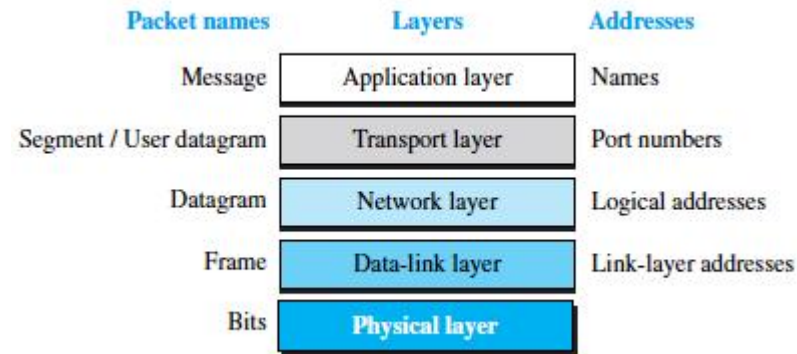 Packet names Layers Addresses
Message Application layer Names
Segment / User datagram Transport layer Port numbers
Datagram Network layer Logical addresses
Frame Data-link layer Link-layer addresses
Bits Physical layer